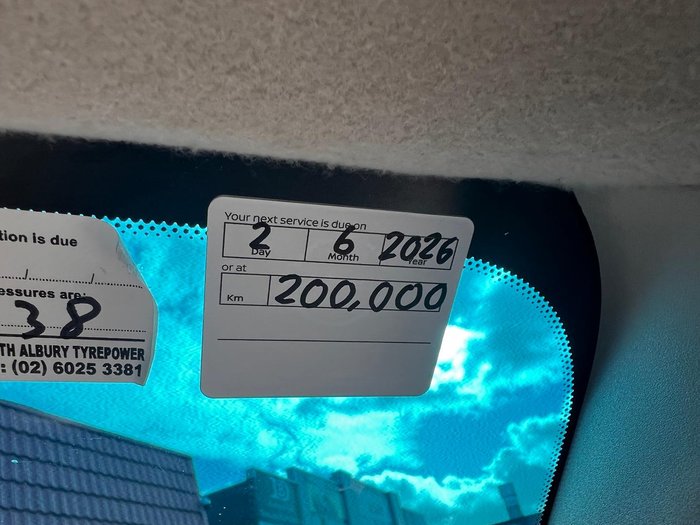 tion is due
essures are:
38
TH ALBURY TYREPOWER
: (02) 6025 3381
Your next service is due on
2 6 2026
Day Month Year
or at
Km 200,000